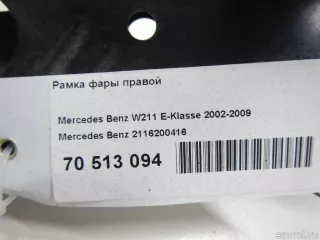 Рамка фары правой
Mercedes Benz W211 E-Klasse 2002-2009
Mercedes Benz 2116200416
70 513 094